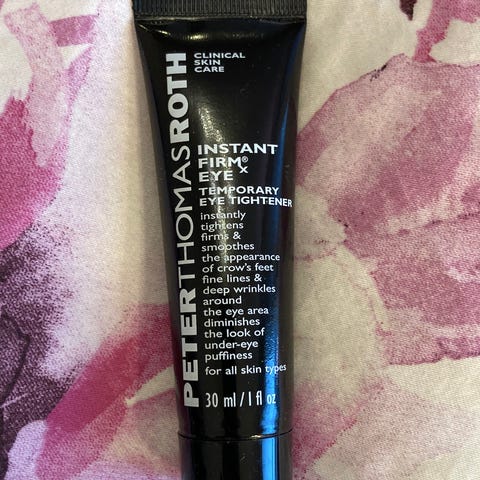 PETERTHOMASROTH
CLINICAL
SKIN
CARE
INSTANT
FIRM®
EYEx
TEMPORARY
EYE TIGHTENER
instantly
tightens
firms &
smoothes
the appearance
of crow's feet
fine lines &
deep wrinkles
around
the eye area
diminishes
the look of
under-eye
puffiness
for all skin types
30 ml/1 fl oz